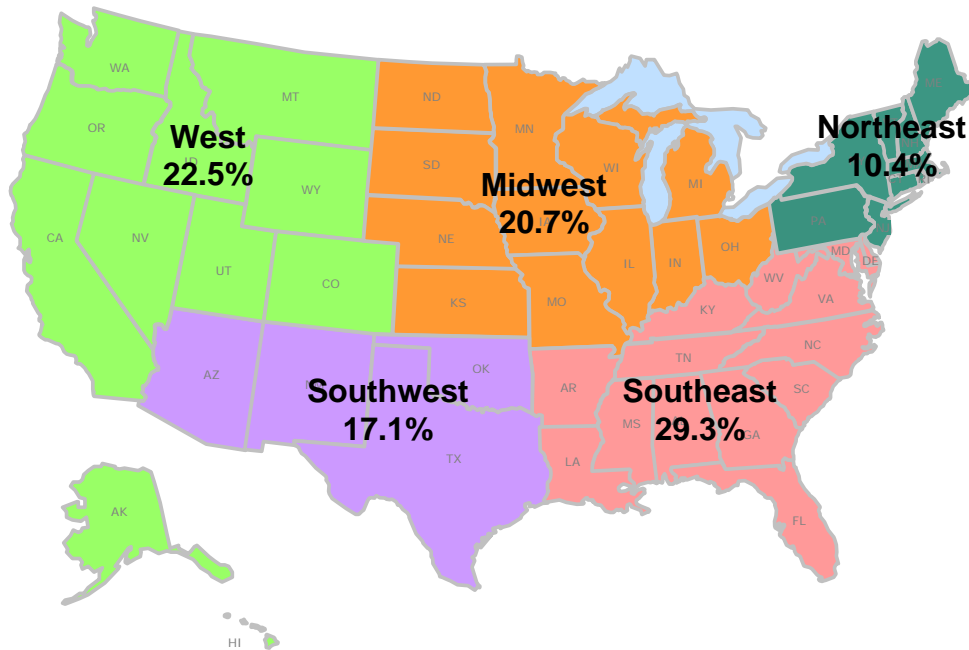 WA
ME
MT
ND
OR
MN
Northeast
West
10.4%
22.5%
SD
WI
MI
WY
Midwest
20.7%
PA
CA
NV
NE
OH
MD
DE
UT
IL
IN
WV
CO
VA
KS
MO
KY
NC
TN
AZ
OK
AR
SC
Southwest
Southeast
17.1%
29.3%
MS
GA
TX
LA
FL
AK
HI